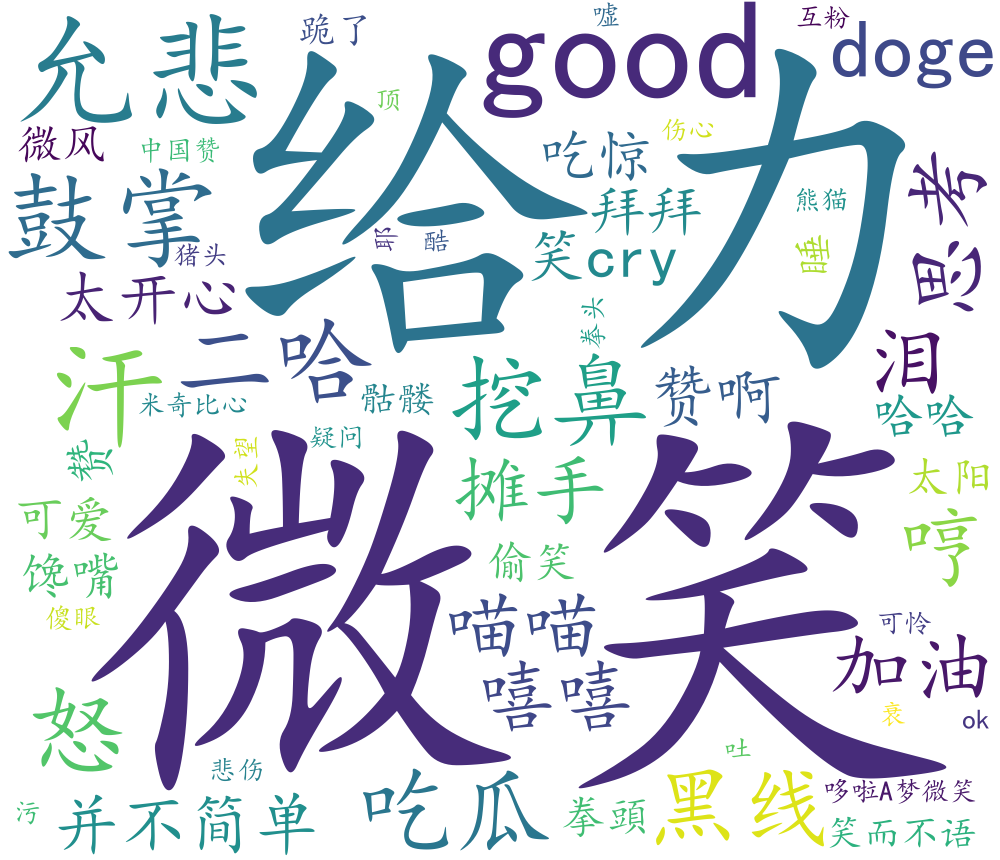 允悲
跪了
嘘
互粉
good
doge
给力
顶
微风
中国赞
吃惊
伤心
鼓掌
拜拜
熊猫
思考
猪头
耶
酷
笑cry
睡
太开心
拳头
二哈
泪
汗
米奇比心
骷髅
挖鼻
赞啊
哈哈
赞
失望
疑问
微笑
摊手
太阳
可爱
馋嘴
偷笑
哼
傻眼
喵喵
可怜
嘻嘻
加油
怒
衰
ok
悲伤
吐
污
并不简单
吃瓜
拳頭
黑线
哆啦A梦微笑
笑而不语